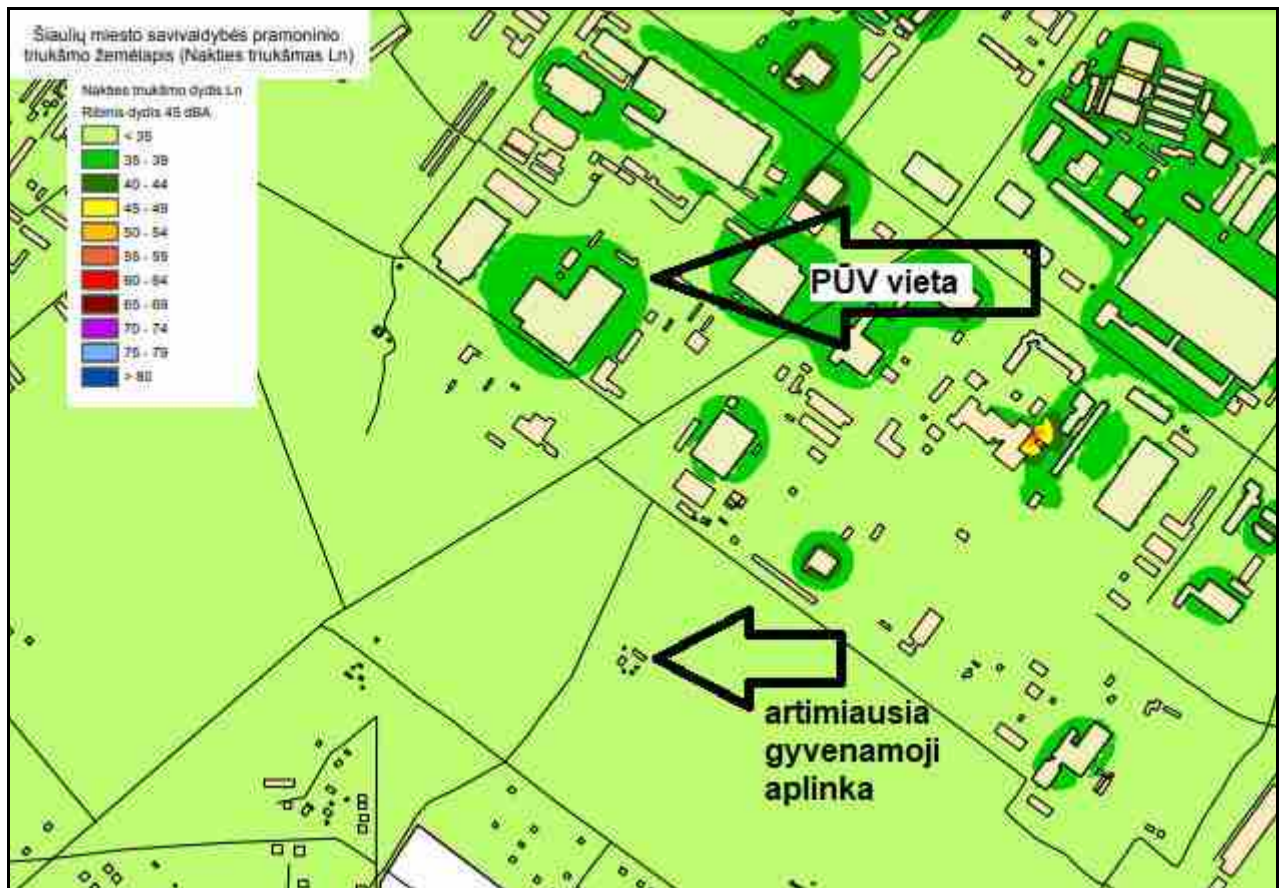 Šiaulių miesto savivaldybės pramoninio
triukšmo žemėlapis (Nakties triukšmas Ln)
Nakties triukšmo dydis Ln
Ribinis dydis 45 dBA
< 35
35 - 39
40 - 44
45 - 49
50 - 54
55 - 59
60 - 64
65 - 69
70 - 74
75 - 79
> 80
PŪV vieta
artimiausia
gyvenamoji
aplinka